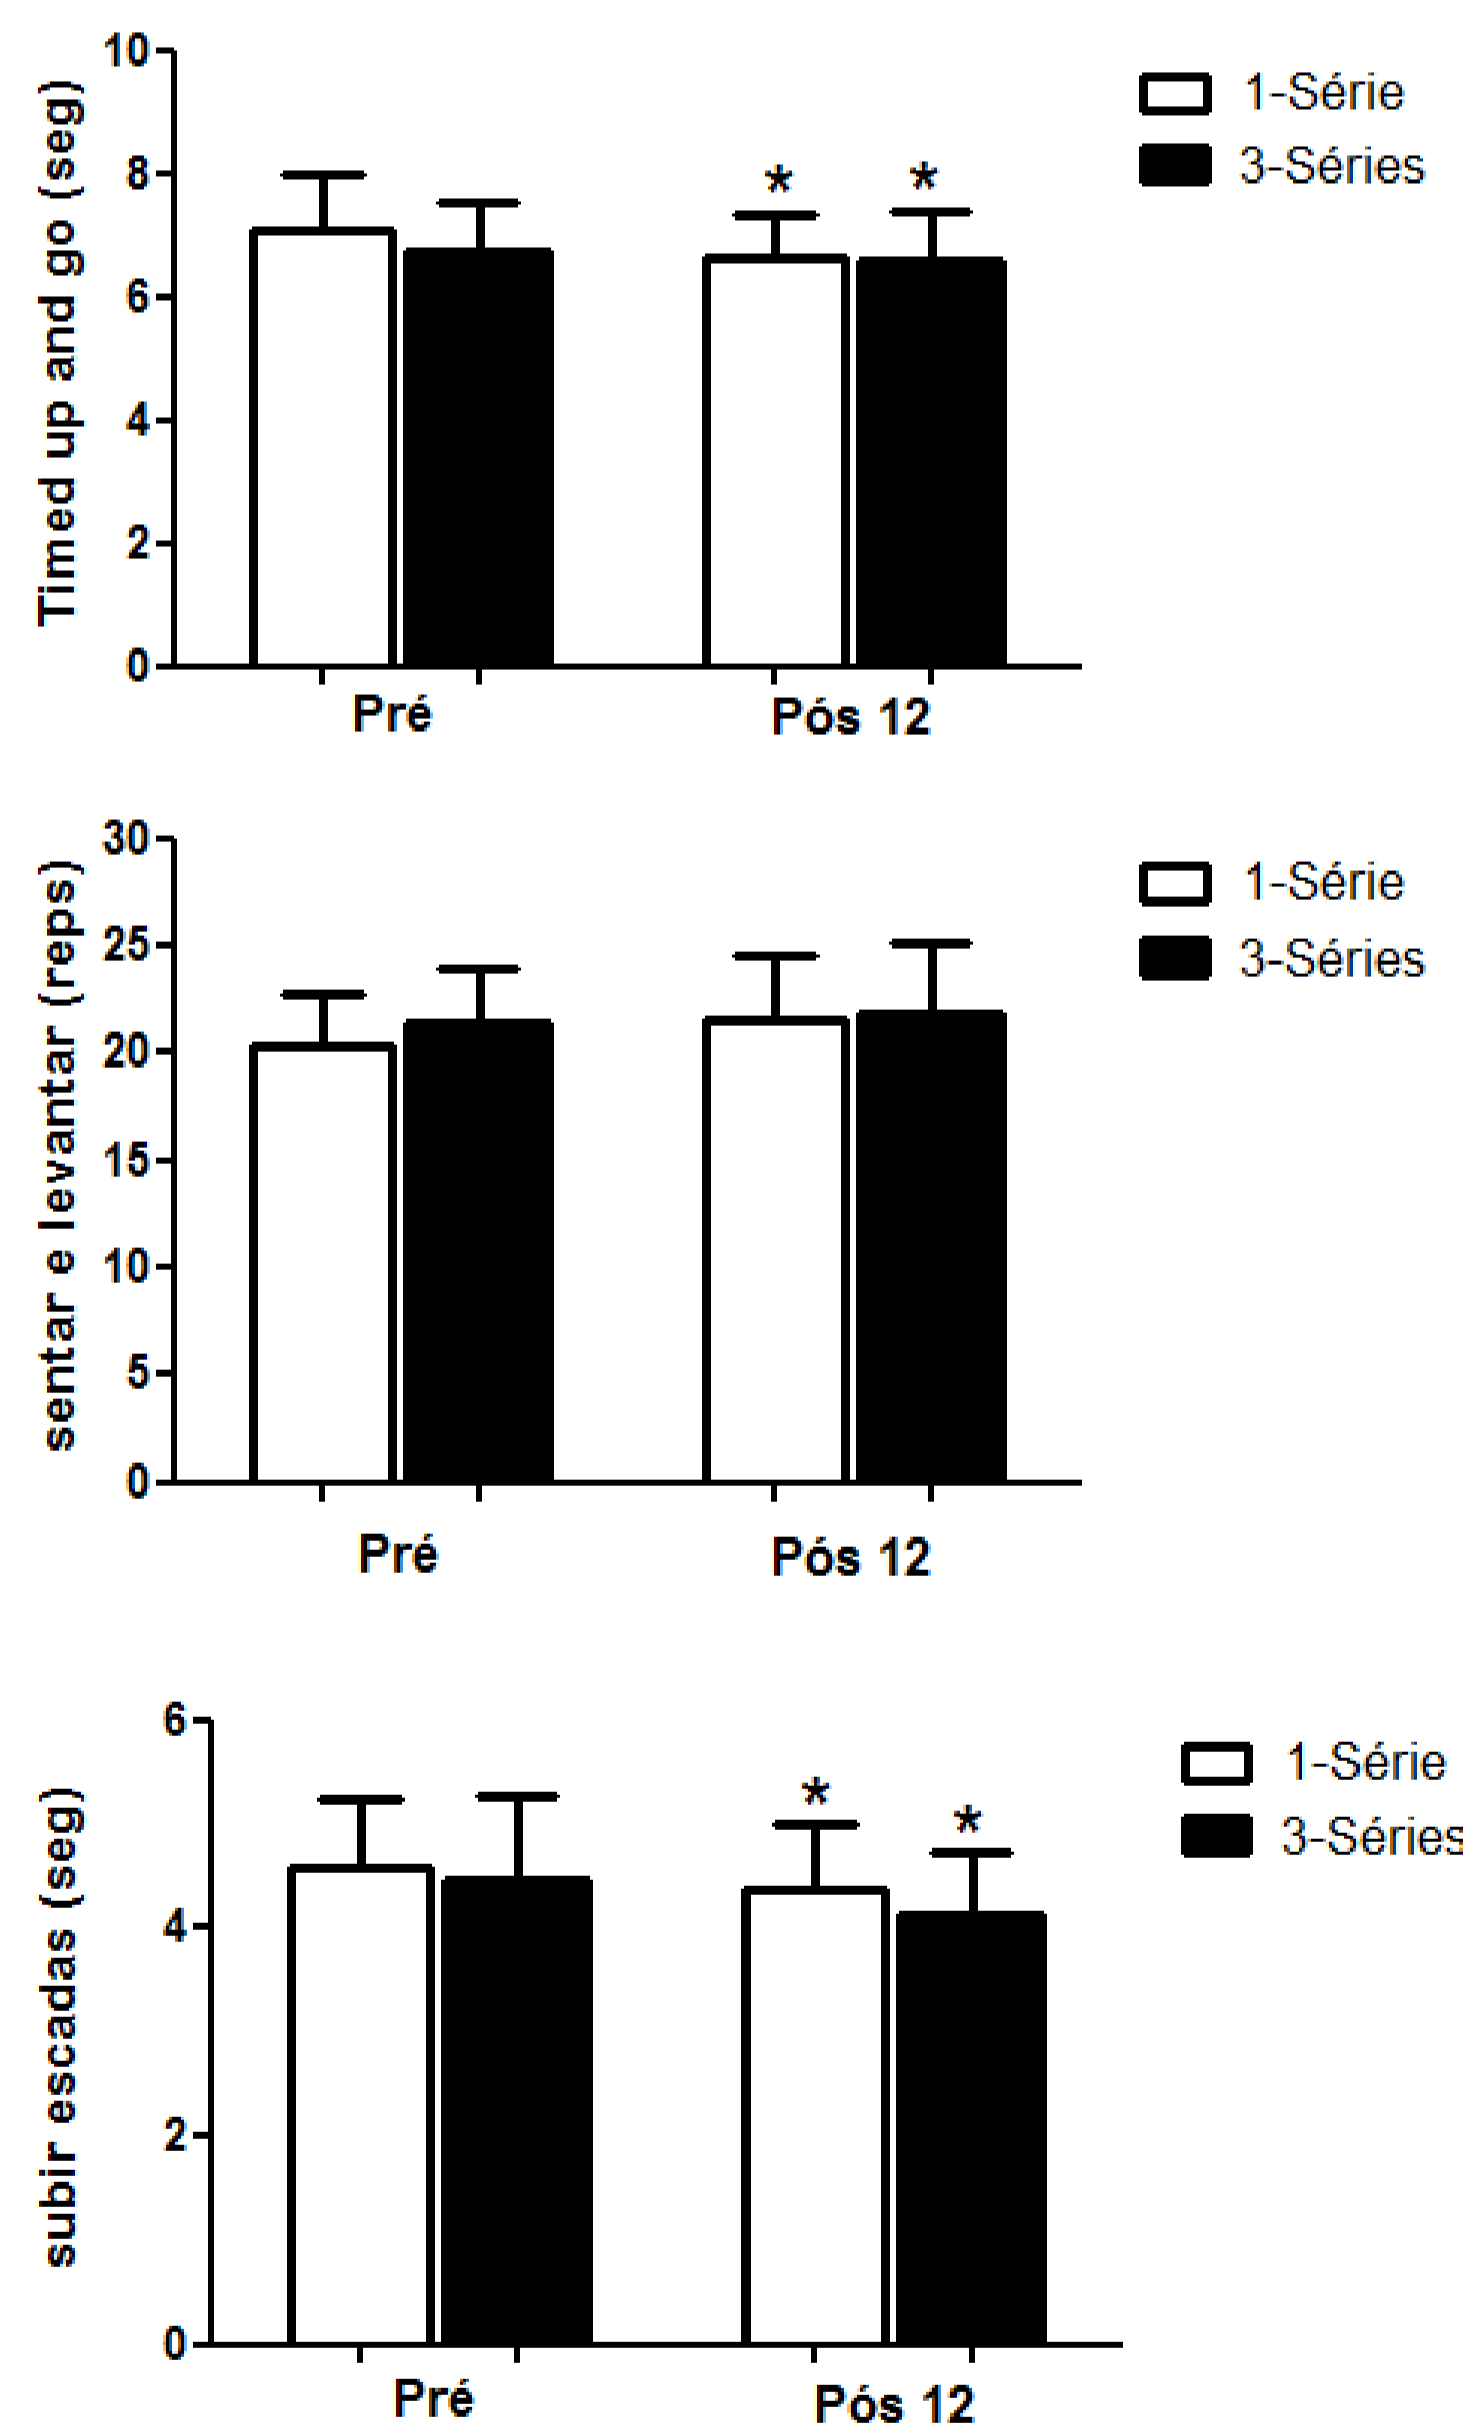 Timed up and go (seg)
10
8
6
4
2
0
* *
Pré Pós 12
1-Série
3-Séries
sentar e levantar (reps)
30
25
20
15
10
5
0
Pré Pós 12
1-Série
3-Séries
subir escadas (seg)
6
4
2
0
* *
Pré Pós 12
1-Série
3-Séries